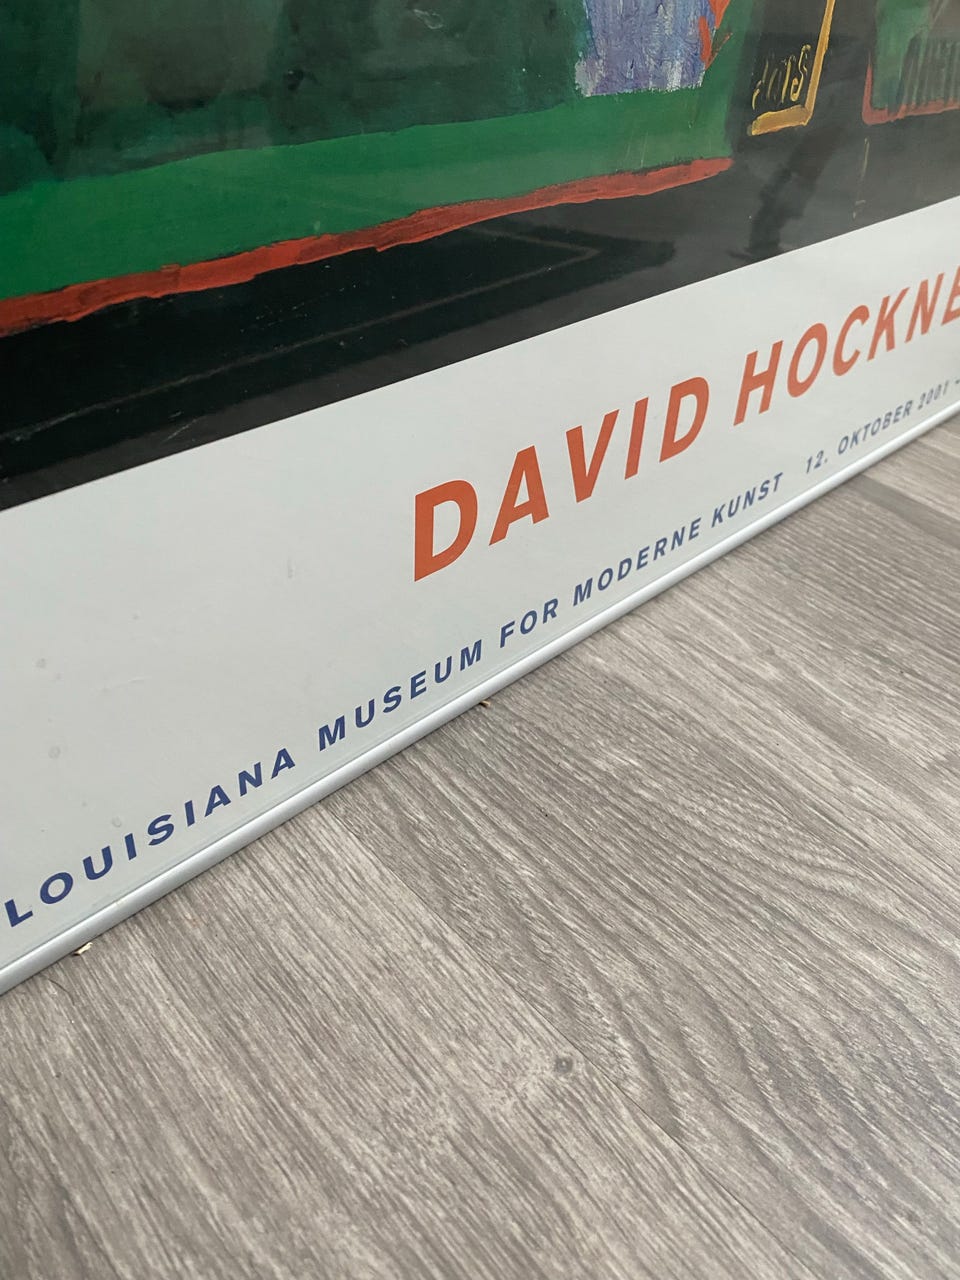 DAVID HOCKNE
LOUISIANA MUSEUM FOR MODERNE KUNST 12. OKTOBER 2001 –